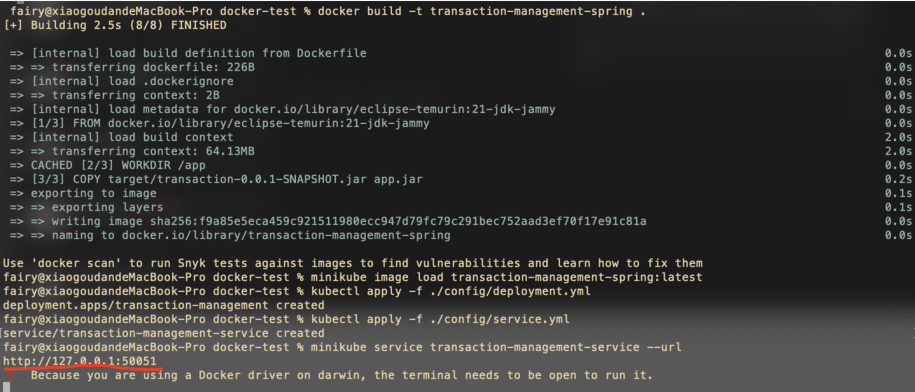 fairy@xiaogoudandeMacBook-Pro docker-test % docker build -t transaction-management-spring .
[+] Building 2.5s (8/8) FINISHED
=> [internal] load build definition from Dockerfile 0.0s
=> => transferring dockerfile: 226B 0.0s
=> [internal] load .dockerignore 0.0s
=> => transferring context: 2B 0.0s
=> [internal] load metadata for docker.io/library/eclipse-temurin:21-jdk-jammy 0.0s
=> [1/3] FROM docker.io/library/eclipse-temurin:21-jdk-jammy 0.0s
=> [internal] load build context 2.0s
=> => transferring context: 64.13MB 2.0s
=> CACHED [2/3] WORKDIR /app 0.0s
=> [3/3] COPY target/transaction-0.0.1-SNAPSHOT.jar app.jar 0.2s
=> exporting to image 0.1s
=> => exporting layers 0.1s
=> => writing image sha256:f9a85e5eca459c921511980ecc947d79fc79c291bec752aad3ef70f17e91c81a 0.0s
=> => naming to docker.io/library/transaction-management-spring 0.0s
Use 'docker scan' to run Snyk tests against images to find vulnerabilities and learn how to fix them
fairy@xiaogoudandeMacBook-Pro docker-test % minikube image load transaction-management-spring:latest
fairy@xiaogoudandeMacBook-Pro docker-test % kubectl apply -f ./config/deployment.yml
deployment.apps/transaction-management created
fairy@xiaogoudandeMacBook-Pro docker-test % kubectl apply -f ./config/service.yml
service/transaction-management-service created
fairy@xiaogoudandeMacBook-Pro docker-test % minikube service transaction-management-service --url
http://127.0.0.1:50051
! Because you are using a Docker driver on darwin, the terminal needs to be open to run it.